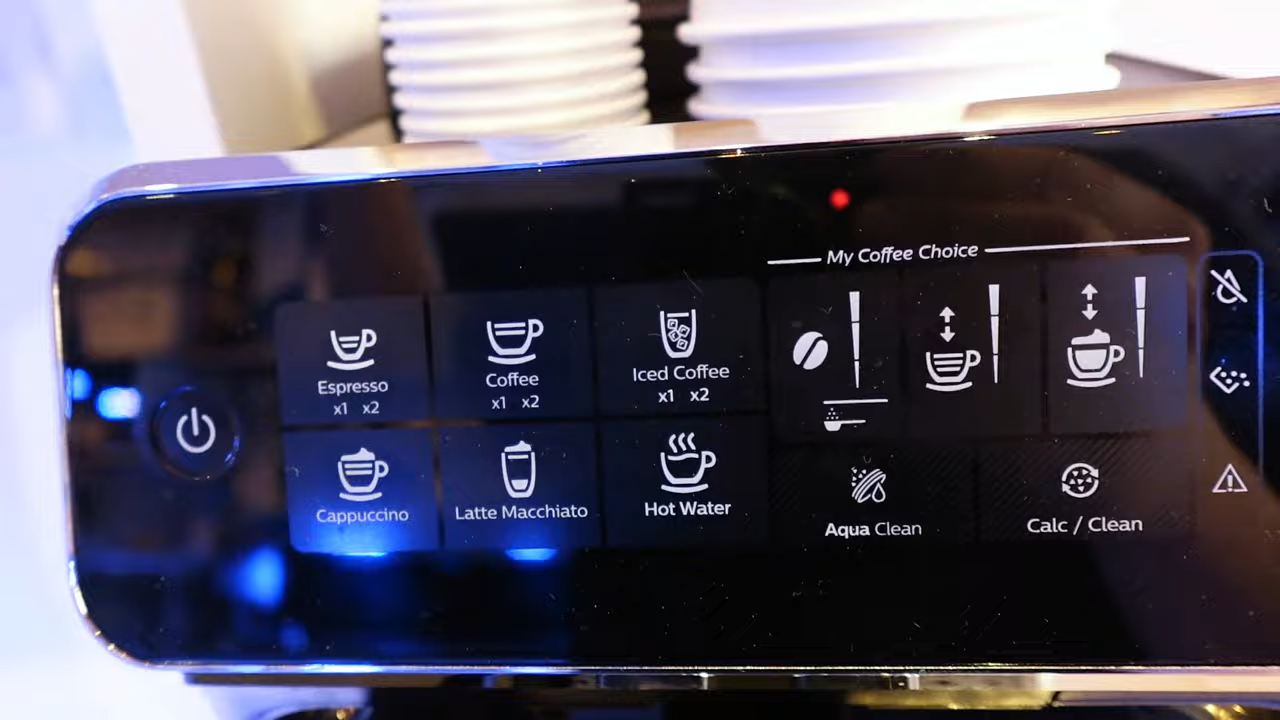 My Coffee Choice
Espresso
x1 x2
Coffee
x1 x2
Iced Coffee
x1 x2
Cappuccino
Latte Macchiato
Hot Water
Aqua Clean
Calc / Clean